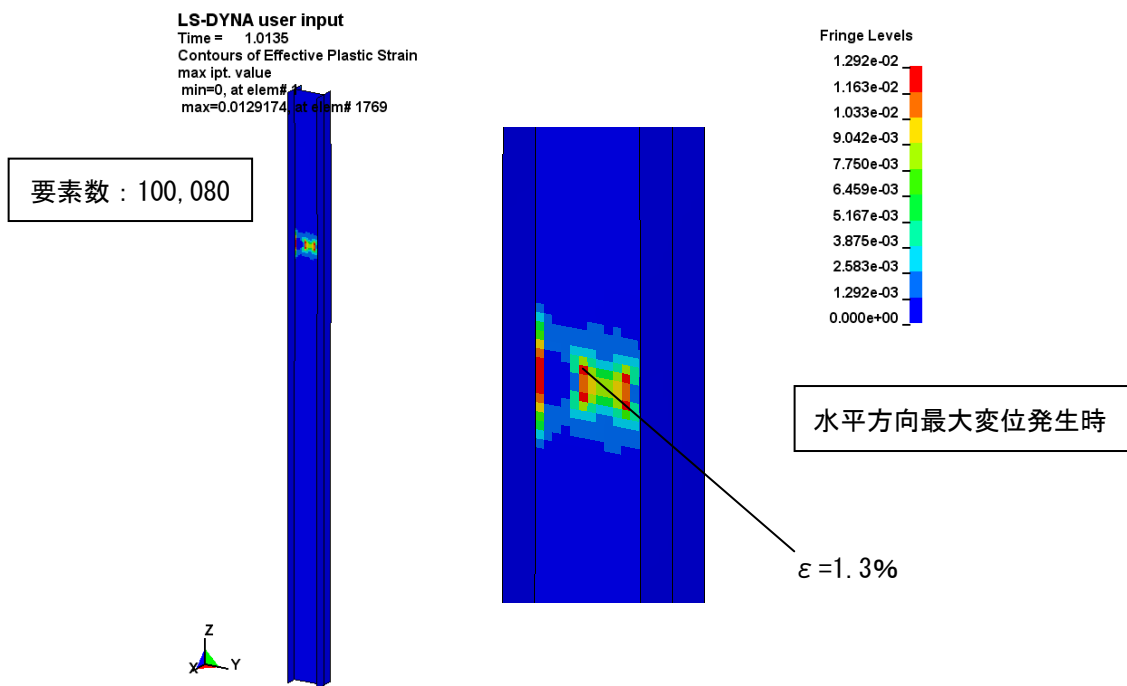 LS-DYNA user input
Time = 1.0135
Contours of Effective Plastic Strain
max ipt. value
min=0, at elem# 1
max=0.0129174, at elem# 1769
要素数：100,080
Fringe Levels
1.292e-02
1.163e-02
1.033e-02
9.042e-03
7.750e-03
6.459e-03
5.167e-03
3.875e-03
2.583e-03
1.292e-03
0.000e+00
水平方向最大変位発生時
ε=1.3%
Z
X
Y